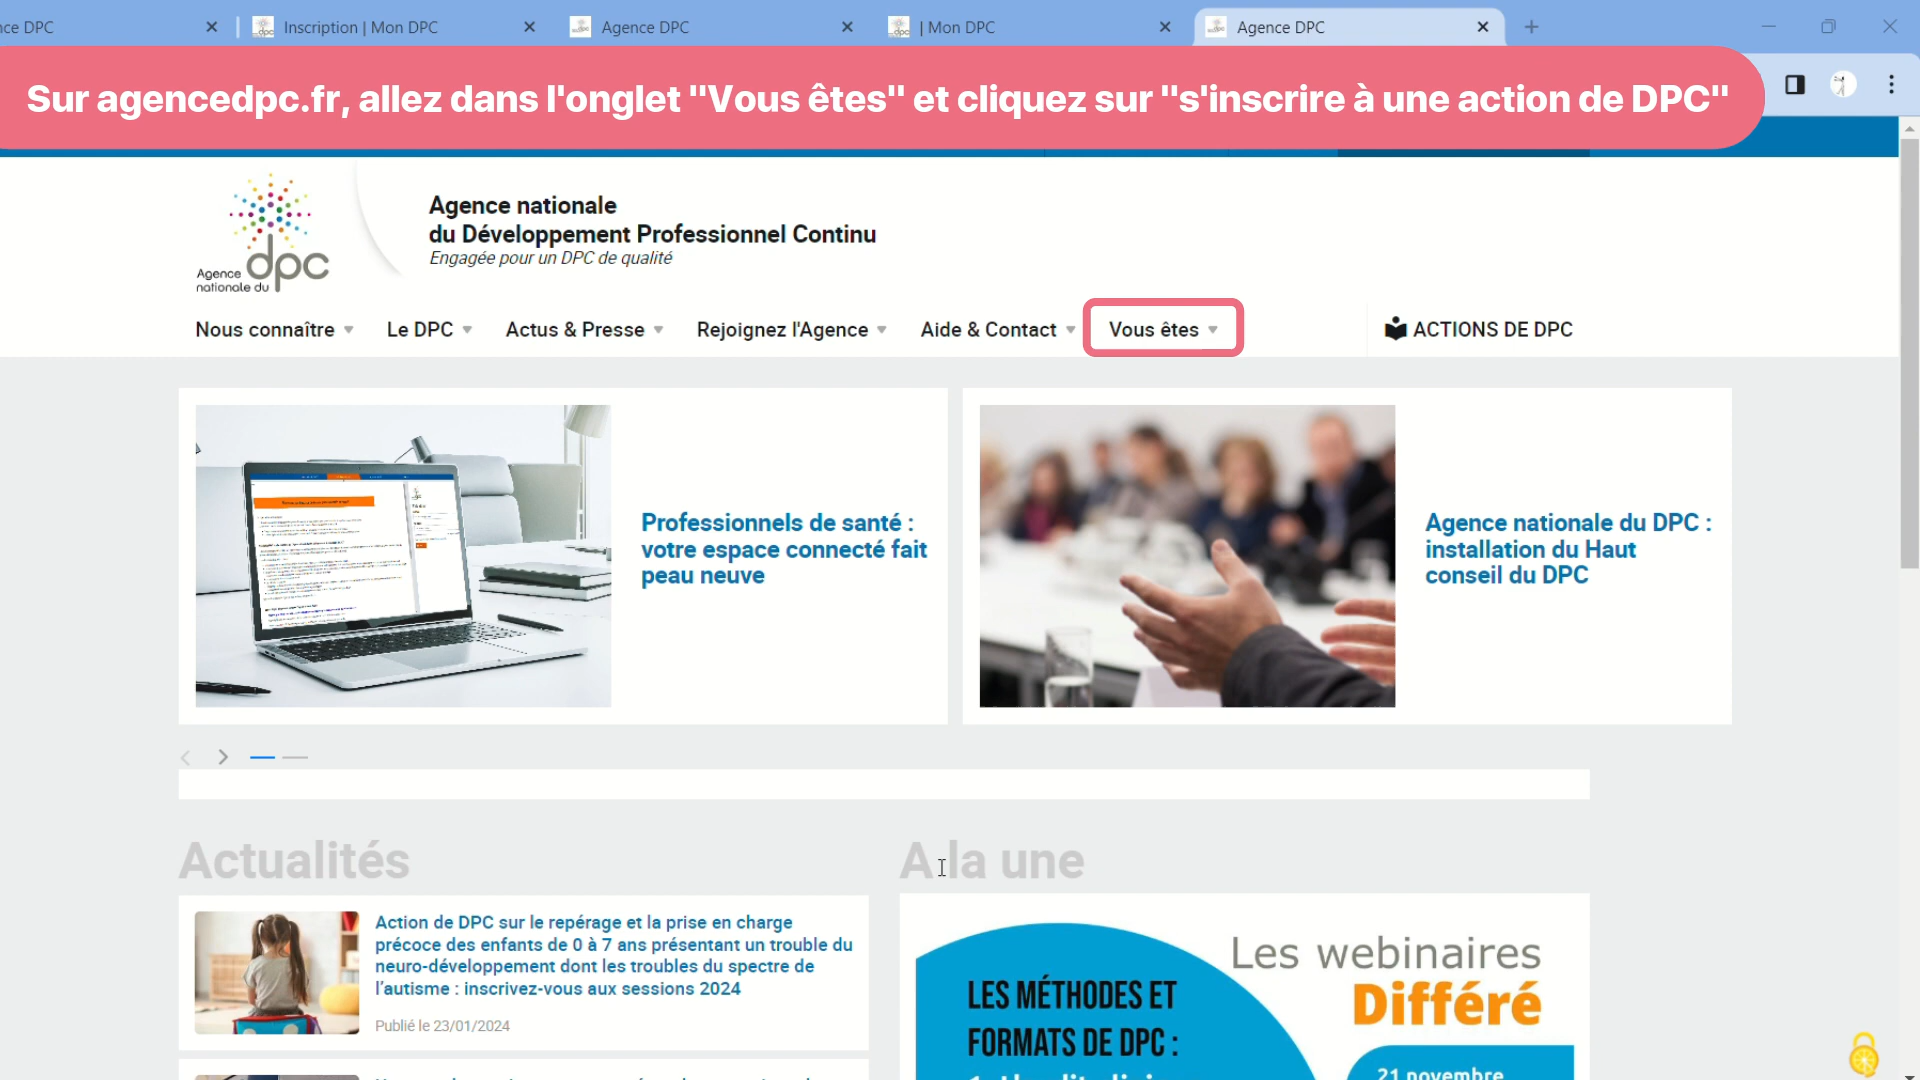 nce DPC
Inscription | Mon DPC
Agence DPC
| Mon DPC
Agence DPC
Sur agencedpc.fr, allez dans l'onglet "Vous êtes" et cliquez sur "s'inscrire à une action de DPC"
Agence
nationale du
dpc
Agence nationale
du Développement Professionnel Continu
Engagée pour un DPC de qualité
Nous connaître
Le DPC
Actus & Presse
Rejoignez l'Agence
Aide & Contact
Vous êtes
ACTIONS DE DPC
Professionnels de santé :
votre espace connecté fait
peau neuve
Agence nationale du DPC :
installation du Haut
conseil du DPC
Actualités
A la une
Action de DPC sur le repérage et la prise en charge
précoce des enfants de 0 à 7 ans présentant un trouble du
neuro-développement dont les troubles du spectre de
l'autisme : inscrivez-vous aux sessions 2024
Publié le 23/01/2024
LES MÉTHODES ET
FORMATS DE DPC :
Les webinaires
Différé
21 novembre